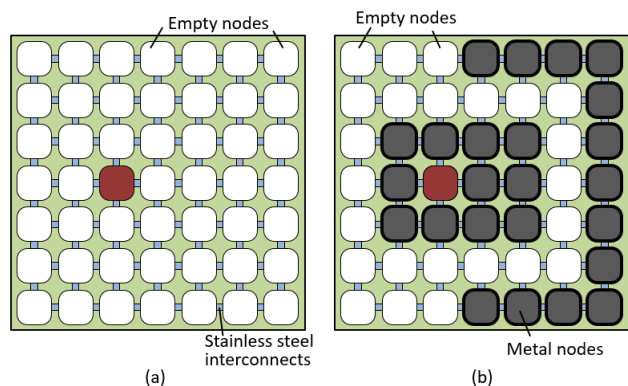 Empty nodes
Empty nodes
Stainless steel
interconnects
Metal nodes
(a)
(b)